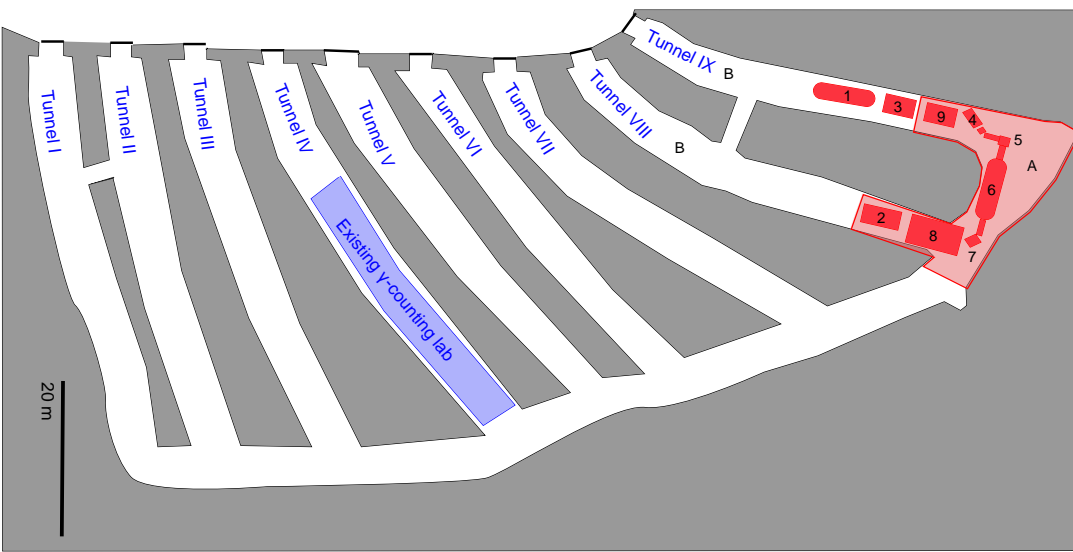 Tunnel I
Tunnel II
Tunnel III
Tunnel IV
Tunnel V
Tunnel VI
Tunnel VII
Tunnel VIII
Tunnel IX
B
B
1
3
9
4
5
A
6
2
8
7
Existing γ-counting lab
20 m